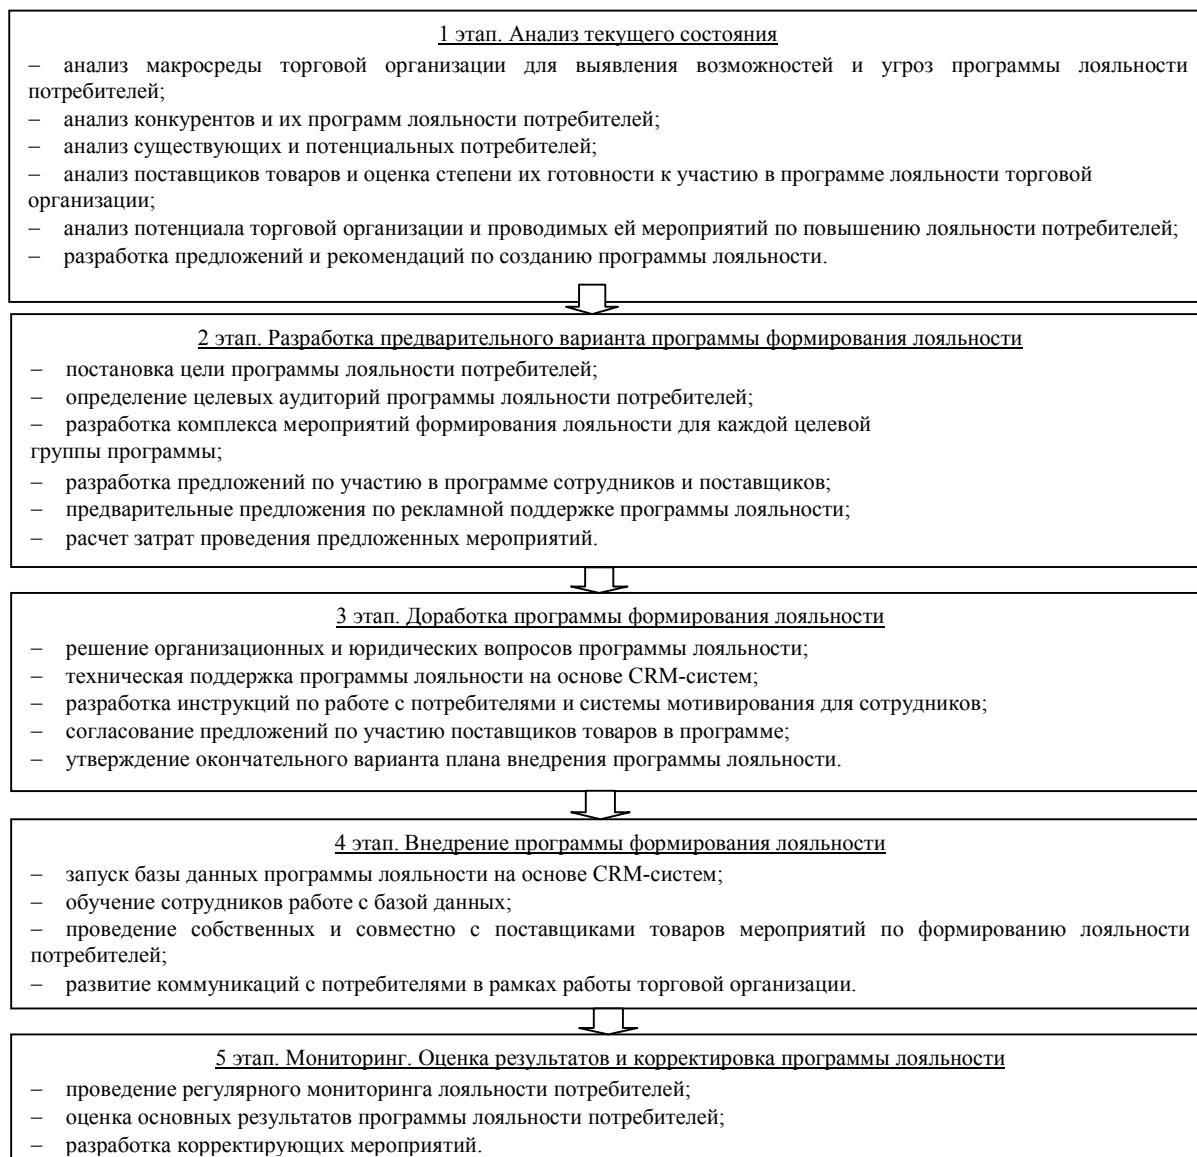 1 этап. Анализ текущего состояния
– анализ макросреды торговой организации для выявления возможностей и угроз программы лояльности
потребителей;
– анализ конкурентов и их программ лояльности потребителей;
– анализ существующих и потенциальных потребителей;
– анализ поставщиков товаров и оценка степени их готовности к участию в программе лояльности торговой
организации;
– анализ потенциала торговой организации и проводимых ей мероприятий по повышению лояльности потребителей;
– разработка предложений и рекомендаций по созданию программы лояльности.
2 этап. Разработка предварительного варианта программы формирования лояльности
– постановка цели программы лояльности потребителей;
– определение целевых аудиторий программы лояльности потребителей;
– разработка комплекса мероприятий формирования лояльности для каждой целевой
группы программы;
– разработка предложений по участию в программе сотрудников и поставщиков;
– предварительные предложения по рекламной поддержке программы лояльности;
– расчет затрат проведения предложенных мероприятий.
3 этап. Доработка программы формирования лояльности
– решение организационных и юридических вопросов программы лояльности;
– техническая поддержка программы лояльности на основе CRM-систем;
– разработка инструкций по работе с потребителями и системы мотивирования для сотрудников;
– согласование предложений по участию поставщиков товаров в программе;
– утверждение окончательного варианта плана внедрения программы лояльности.
4 этап. Внедрение программы формирования лояльности
– запуск базы данных программы лояльности на основе CRM-систем;
– обучение сотрудников работе с базой данных;
– проведение собственных и совместно с поставщиками товаров мероприятий по формированию лояльности
потребителей;
– развитие коммуникаций с потребителями в рамках работы торговой организации.
5 этап. Мониторинг. Оценка результатов и корректировка программы лояльности
– проведение регулярного мониторинга лояльности потребителей;
– оценка основных результатов программы лояльности потребителей;
– разработка корректирующих мероприятий.